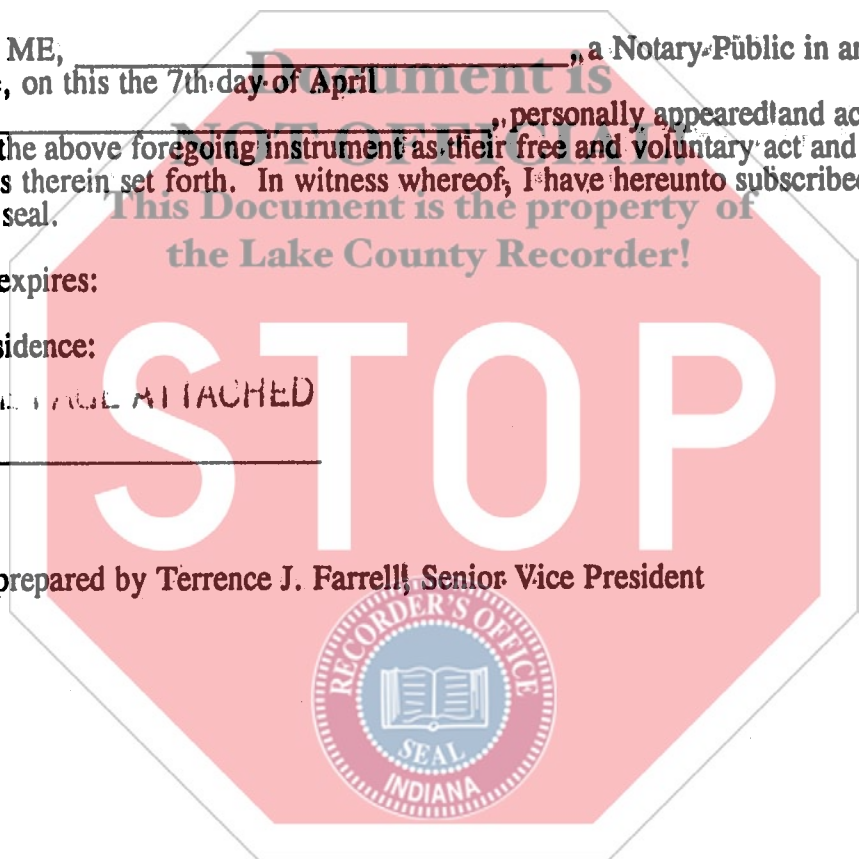 ME, ____________, a Notary Public in
Document is
on this the 7th day of April
personally appeared and
NOT OFFICIAL!
the above foregoing instrument as their free and voluntary act and
s therein set forth. In witness whereof, I have hereunto subscribed
This Document is the property of
seal.
the Lake County Recorder!
expires:
sidence:
ATTACHED
STOP
prepared by Terrence J. Farrell, Senior Vice President
RECORDER'S OFFICE
SEAL
INDIANA